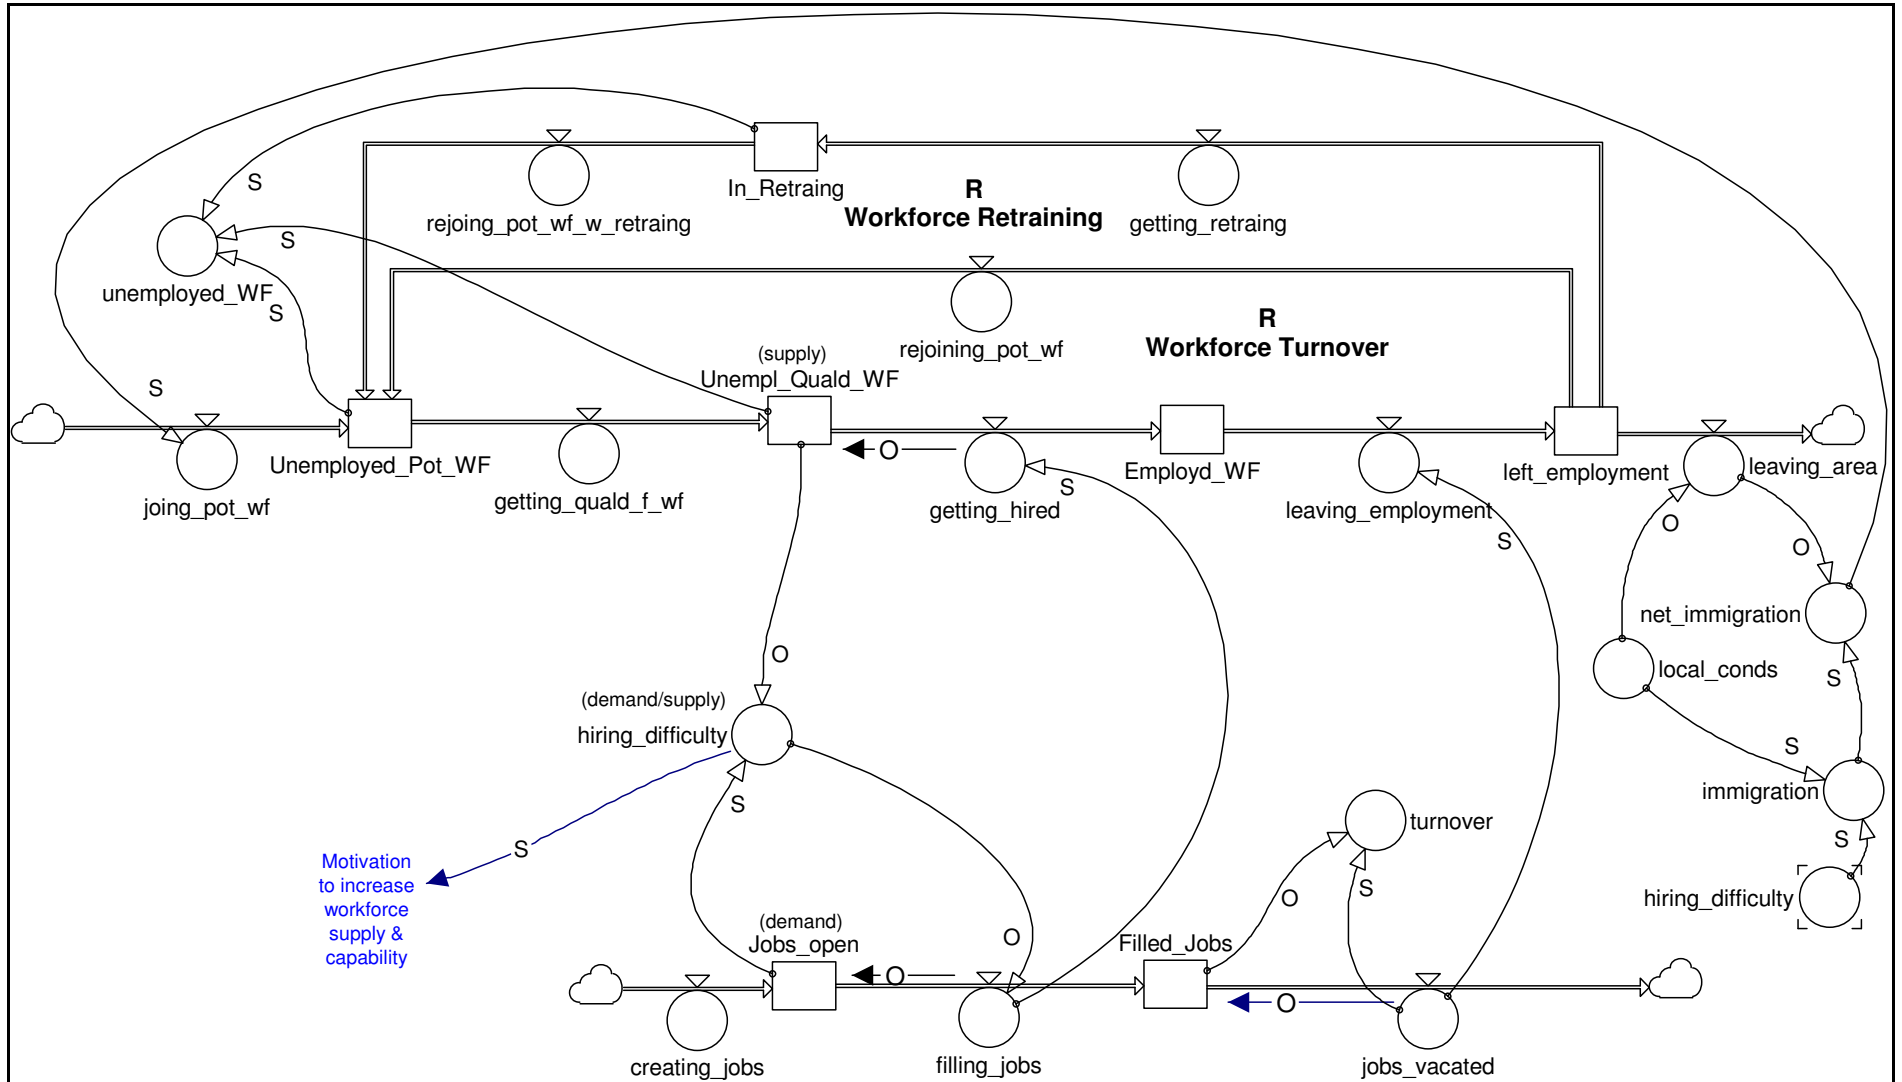 S
In_Retraing
R
Workforce Retraining
rejoing_pot_wf_w_retraing
getting_retraing
S
unemployed_WF
S
R
Workforce Turnover
rejoining_pot_wf
(supply)
Unempl_Quald_WF
S
O
joing_pot_wf
Unemployed_Pot_WF
getting_quald_f_wf
getting_hired
S
Employd_WF
leaving_employment
S
left_employment
leaving_area
O
O
net_immigration
O
local_conds
S
(demand/supply)
hiring_difficulty
S
immigration
S
S
turnover
S
hiring_difficulty
S
Motivation
to increase
workforce
supply &
capability
O
S
(demand)
Jobs_open
O
Filled_Jobs
O
O
creating_jobs
filling_jobs
jobs_vacated